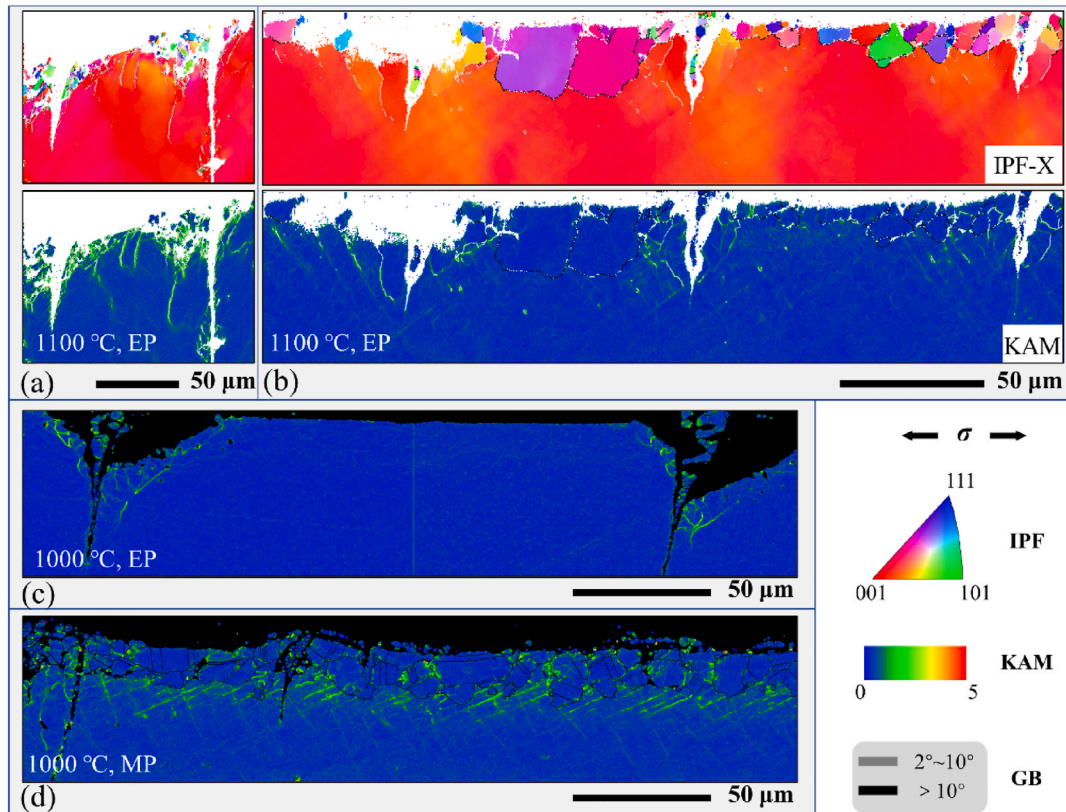 IPF-X
1100 °C, EP
1100 °C, EP
KAM
(a)
50 μm
(b)
50 μm
1000 °C, EP
(c)
50 μm
1000 °C, MP
(d)
50 μm
σ
111
IPF
001
101
KAM
0
5
2°~10°
> 10°
GB